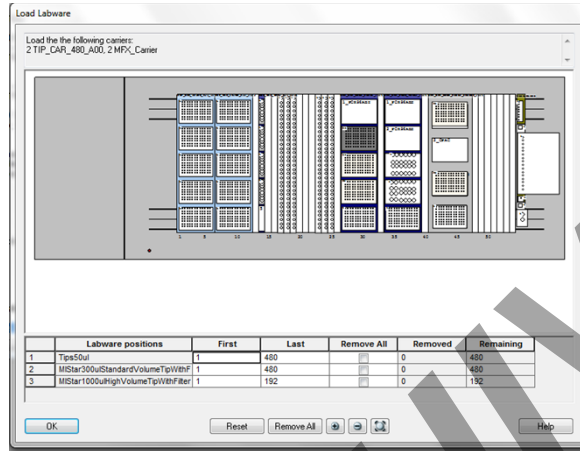 Load Labware
Load the the following carriers:
2 TIP_CAR_480_A00, 2 MFX_Carrier
Labware positions First Last Remove All Removed Remaining
1 Tips50ul 1 480 0 480
2 MlStar300ulStandardVolumeTipWithF 1 480 0 480
3 MlStar1000ulHighVolumeTipWithFilter 1 192 0 192
OK Reset Remove All Help